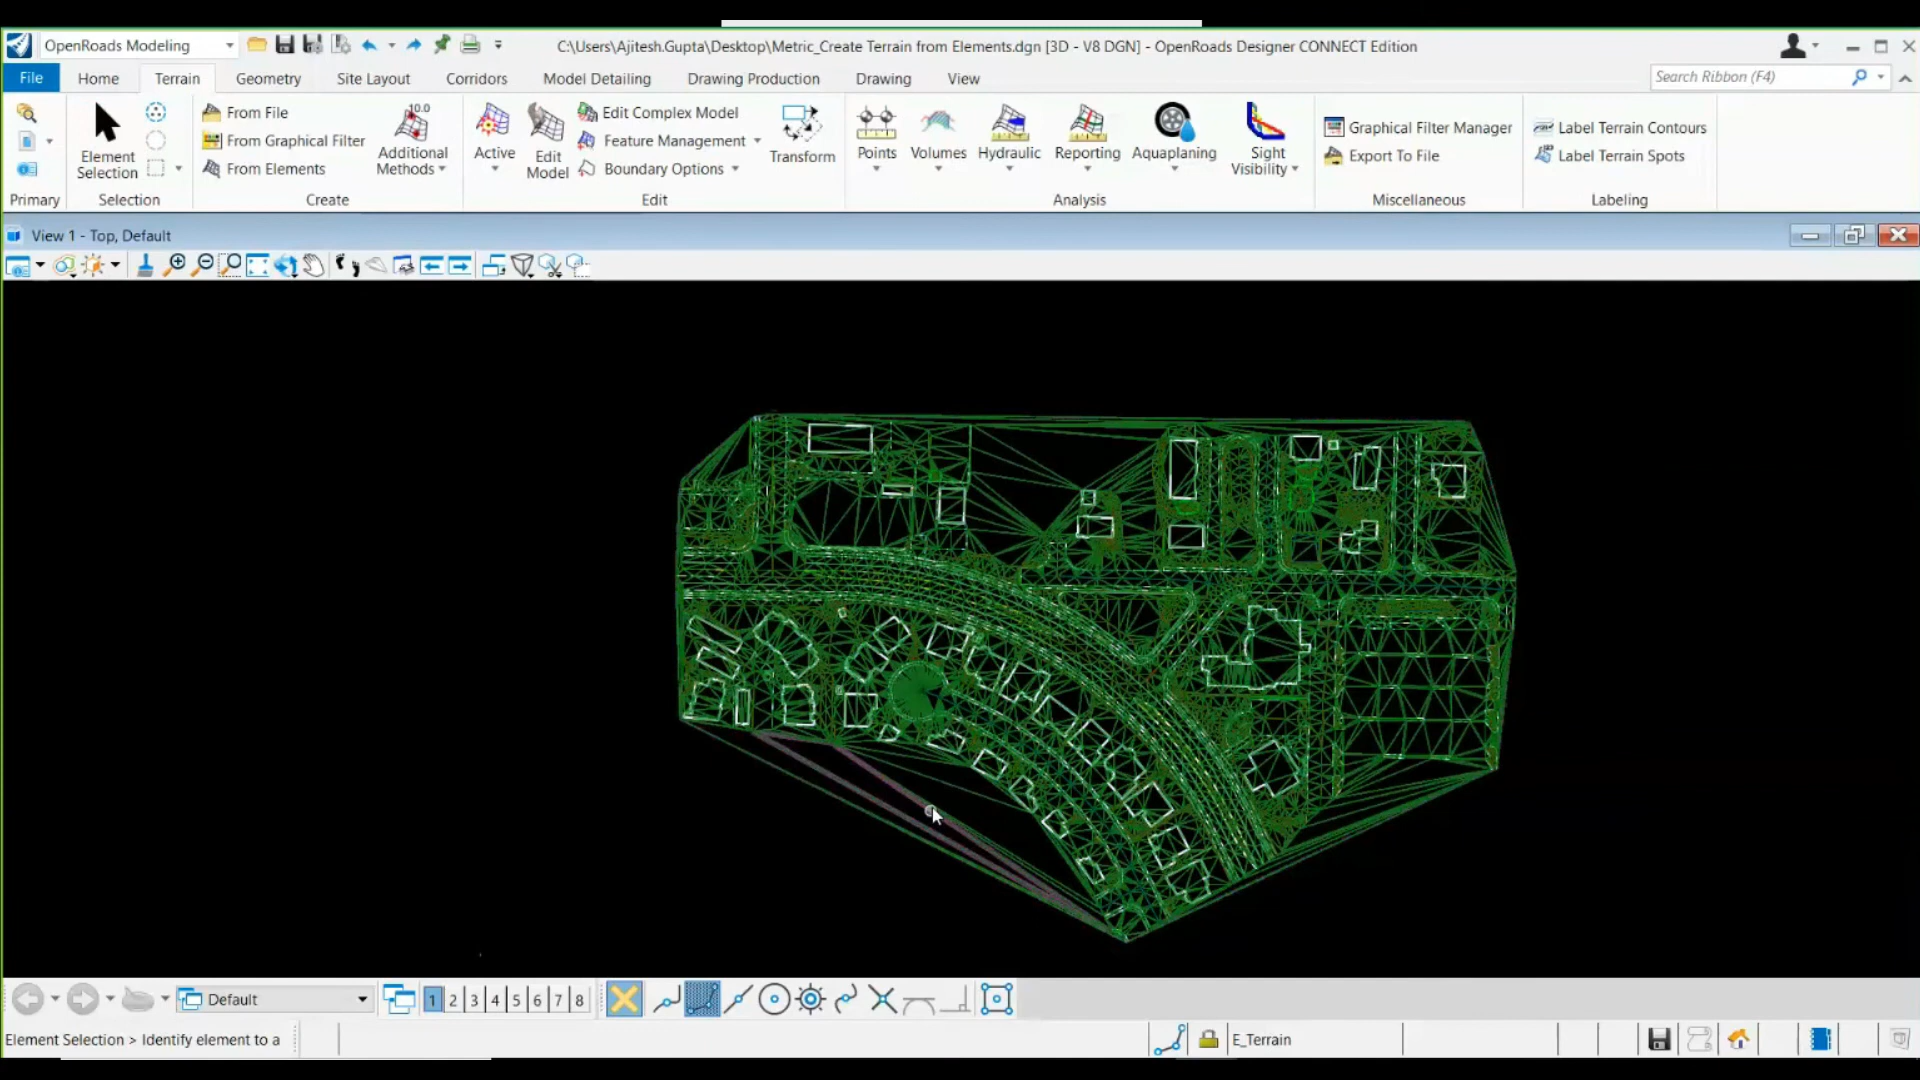 OpenRoads Modeling
C:\Users\Ajitesh.Gupta\Desktop\Metric_Create Terrain from Elements.dgn [3D - V8 DGN] - OpenRoads Designer CONNECT Edition
File Home Terrain Geometry Site Layout Corridors Model Detailing Drawing Production Drawing View
Search Ribbon (F4)
Element Selection
From File
From Graphical Filter
From Elements
10.0
Additional Methods
Active
Edit Model
Edit Complex Model
Feature Management
Boundary Options
Transform
Points
Volumes
Hydraulic
Reporting
Aquaplaning
Sight Visibility
Graphical Filter Manager
Export To File
Label Terrain Contours
Label Terrain Spots
Primary Selection Create Edit Analysis Miscellaneous Labeling
View 1 - Top, Default
Default
1 2 3 4 5 6 7 8
Element Selection > Identify element to a
E_Terrain